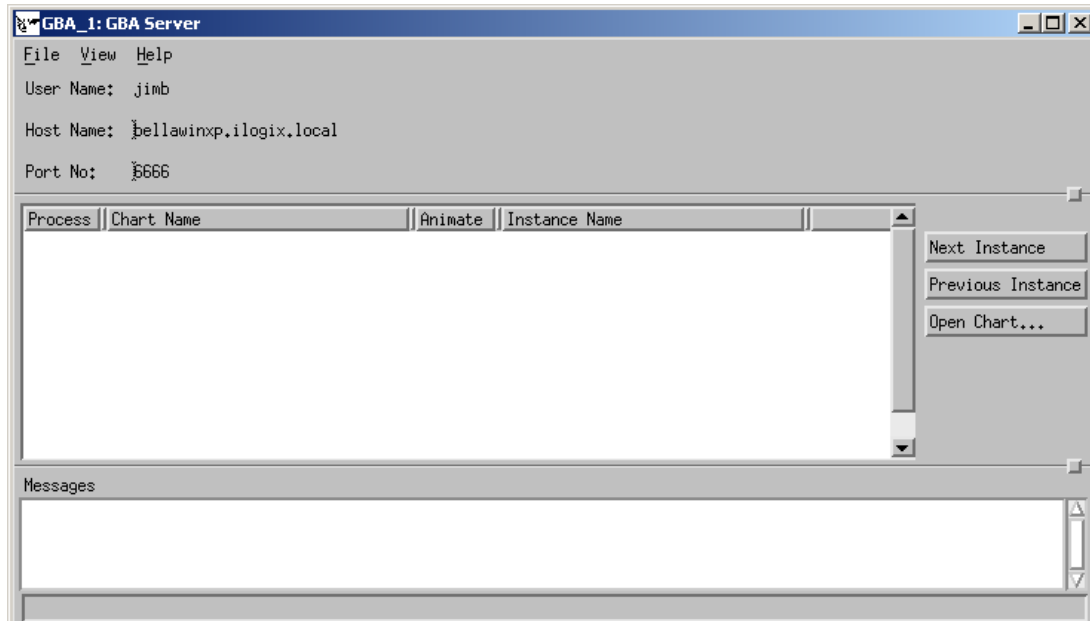 GBA_1: GBA Server
File View Help
User Name: jimb
Host Name: bellawinxp.ilogix.local
Port No: 6666
Process Chart Name Animate Instance Name
Next Instance
Previous Instance
Open Chart...
Messages